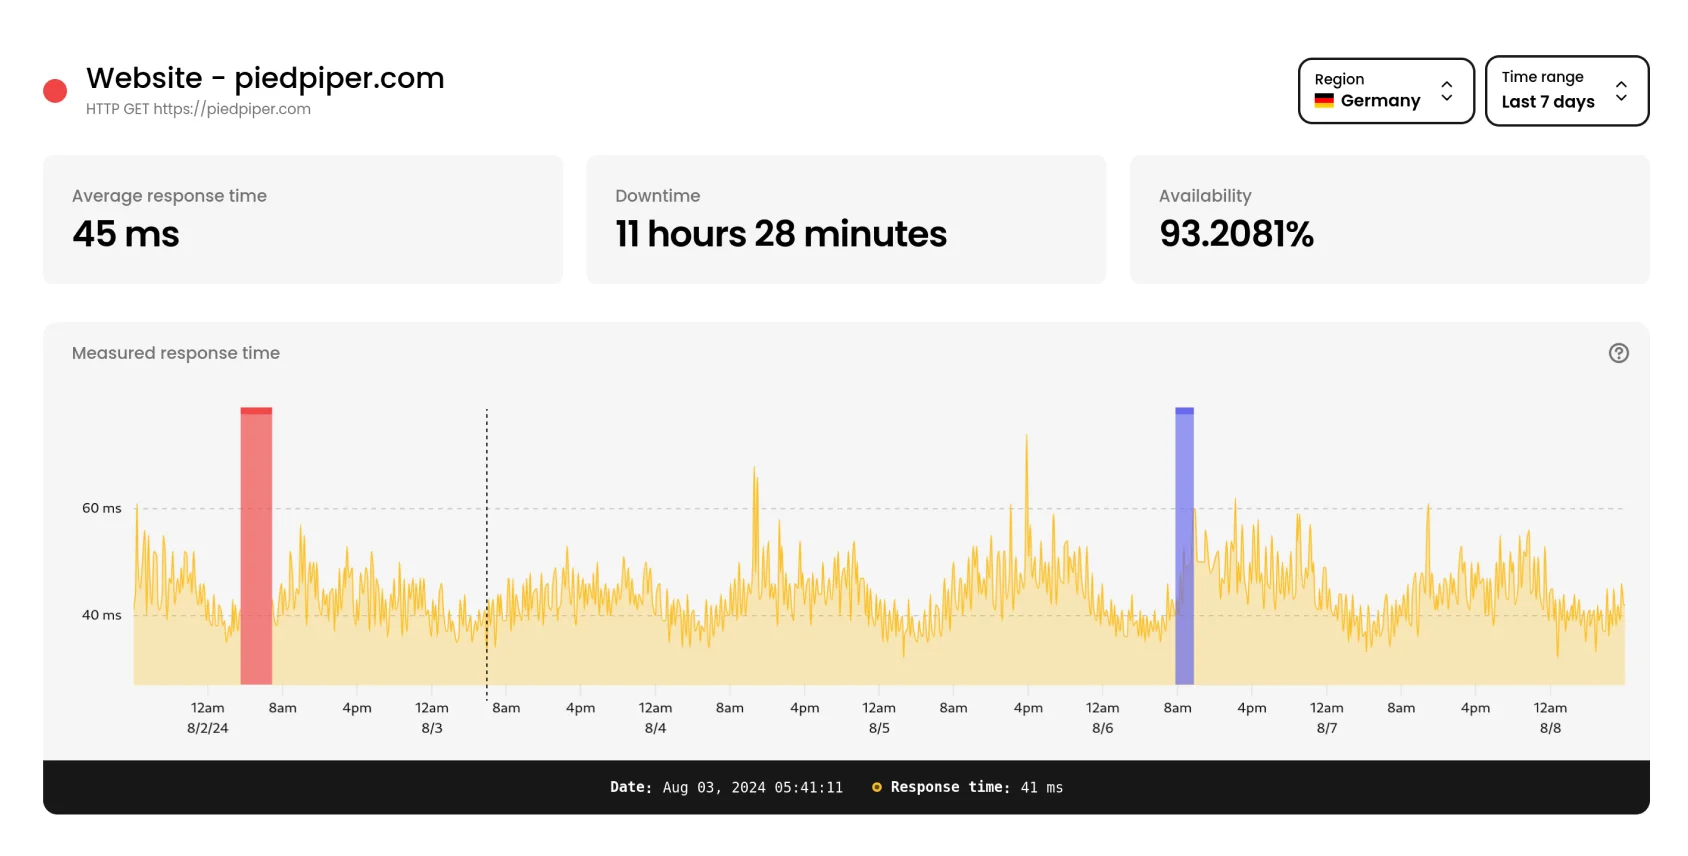 Website - piedpiper.com
HTTP GET https://piedpiper.com
Region
Germany
Time range
Last 7 days
Average response time
45 ms
Downtime
11 hours 28 minutes
Availability
93.2081%
Measured response time
?
60 ms
40 ms
12am 8am 4pm 12am 8am 4pm 12am 8am 4pm 12am 8am 4pm 12am 8am 4pm 12am 8am 4pm 12am
8/2/24 8/3 8/4 8/5 8/6 8/7 8/8
Date: Aug 03, 2024 05:41:11 Response time: 41 ms